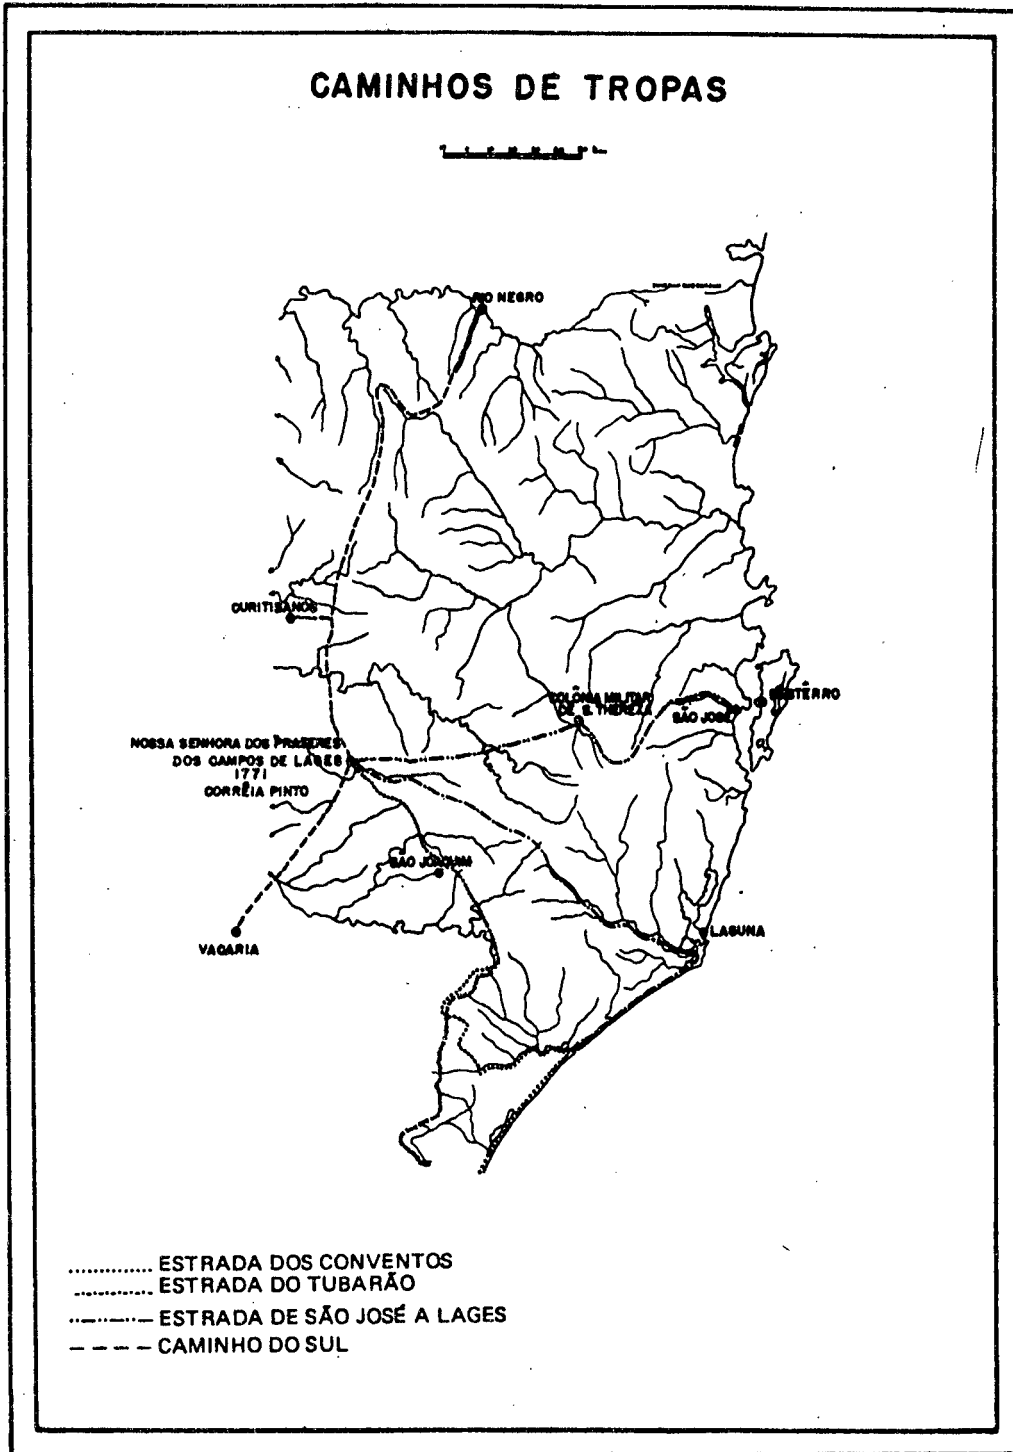 CAMINHOS DE TROPAS
RIO NEGRO
CURITIBANOS
COLÔNIA MILITAR
DE S. THEREZA
SÃO JOSÉ
DESTÊRRO
NOSSA SENHORA DOS PRASERES
DOS CAMPOS DE LAGES
1771
CORRÊIA PINTO
SÃO JOAQUIM
VACARIA
LAGUNA
ESTRADA DOS CONVENTOS
ESTRADA DO TUBARÃO
ESTRADA DE SÃO JOSÉ A LAGES
CAMINHO DO SUL